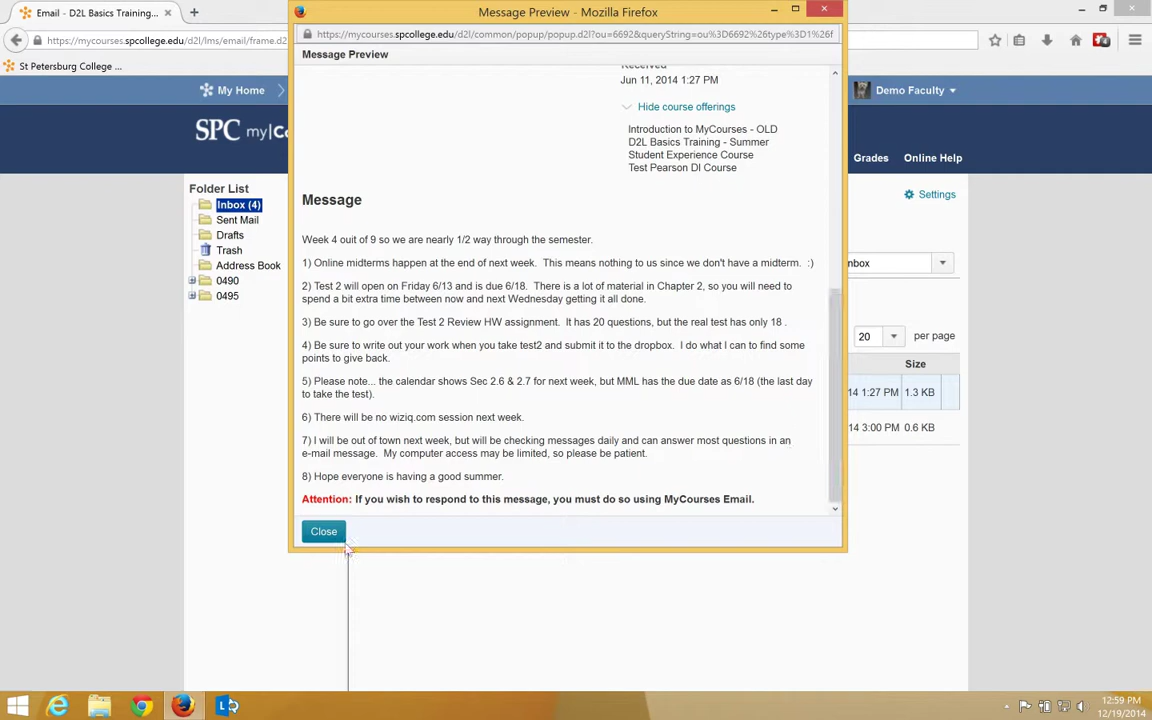 Email - D2L Basics Training...
Message Preview - Mozilla Firefox
https://mycourses.spcollege.edu/d2l/lms/email/frame.d2
https://mycourses.spcollege.edu/d2l/common/popup/popup.d2l?ou=6692&queryString=ou%3D6692%26type%3D1%26f
St Petersburg College ...
Message Preview
My Home
Demo Faculty
SPC my|Co
Grades
Online Help
Received
Jun 11, 2014 1:27 PM
Hide course offerings
Introduction to MyCourses - OLD
D2L Basics Training - Summer
Student Experience Course
Test Pearson DI Course
Folder List
Inbox (4)
Sent Mail
Drafts
Trash
Address Book
0490
0495
Settings
nbox
20 per page
Size
14 1:27 PM 1.3 KB
14 3:00 PM 0.6 KB
Message
Week 4 ouit of 9 so we are nearly 1/2 way through the semester.
1) Online midterms happen at the end of next week. This means nothing to us since we don't have a midterm. :)
2) Test 2 will open on Friday 6/13 and is due 6/18. There is a lot of material in Chapter 2, so you will need to
spend a bit extra time between now and next Wednesday getting it all done.
3) Be sure to go over the Test 2 Review HW assignment. It has 20 questions, but the real test has only 18 .
4) Be sure to write out your work when you take test2 and submit it to the dropbox. I do what I can to find some
points to give back.
5) Please note... the calendar shows Sec 2.6 & 2.7 for next week, but MML has the due date as 6/18 (the last day
to take the test).
6) There will be no wiziq.com session next week.
7) I will be out of town next week, but will be checking messages daily and can answer most questions in an
e-mail message. My computer access may be limited, so please be patient.
8) Hope everyone is having a good summer.
Attention: If you wish to respond to this message, you must do so using MyCourses Email.
Close
12:59 PM
12/19/2014